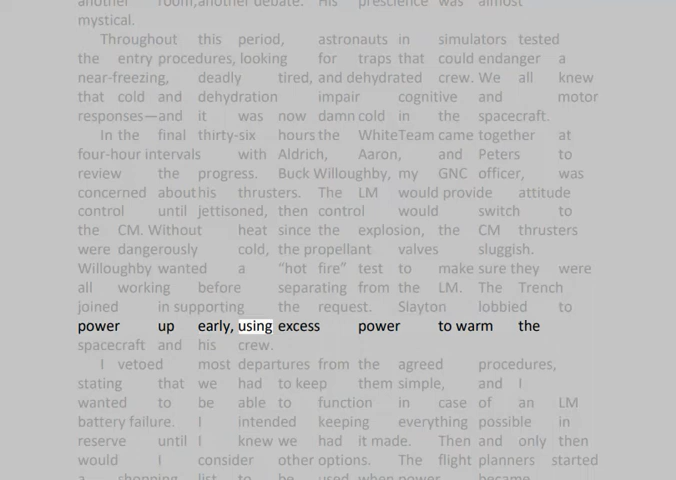 another room, another debate. His prescience was almost
mystical.
Throughout this period, astronauts in simulators tested
the entry procedures, looking for traps that could endanger a
near-freezing, deadly tired, and dehydrated crew. We all knew
that cold and dehydration impair cognitive and motor
responses—and it was now damn cold in the spacecraft.
In the final thirty-six hours the White Team came together at
four-hour intervals with Aldrich, Aaron, and Peters to
review the progress. Buck Willoughby, my GNC officer, was
concerned about his thrusters. The LM would provide attitude
control until jettisoned, then control would switch to
the CM. Without heat since the explosion, the CM thrusters
were dangerously cold, the propellant valves sluggish.
Willoughby wanted a “hot fire” test to make sure they were
all working before separating from the LM. The Trench
joined in supporting the request. Slayton lobbied to
power up early, using excess power to warm the
spacecraft and his crew.
I vetoed most departures from the agreed procedures,
stating that we had to keep them simple, and I
wanted to be able to function in case of an LM
battery failure. I intended keeping everything possible in
reserve until I knew we had it made. Then and only then
would I consider other options. The flight planners started
a shopping list to be used when power became